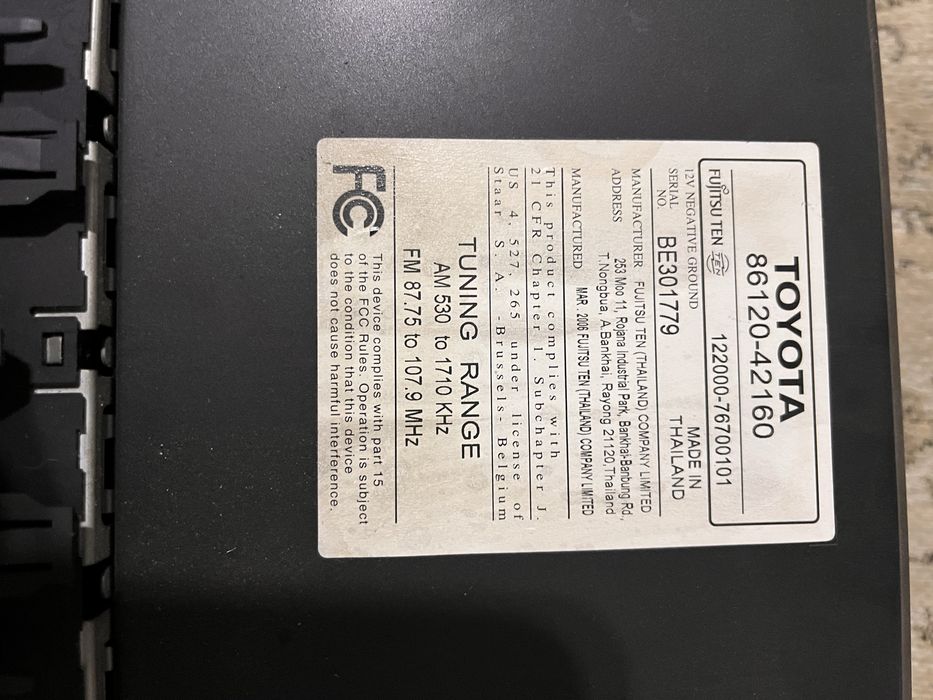 TOYOTA
86120-42160
FUJITSU TEN TEN 122000-76700101
12V NEGATIVE GROUND MADE IN
SERIAL NO. BE301779 THAILAND
MANUFACTURER FUJITSU TEN (THAILAND) COMPANY LIMITED
ADDRESS 253 Moo 11, Rojana Industrial Park, Bankhai-Banbung Rd.,
T.Nongbua, A.Bankhai, Rayong 21120,Thailand
MANUFACTURED MAR. 2006 FUJITSU TEN (THAILAND) COMPANY LIMITED
This product complies with
21 CFR Chapter 1. Subchapter J.
US 4,527,265 under license of
Staar S.A.-Brussels-Belgium
TUNING RANGE
AM 530 to 1710 KHz
FM 87.75 to 107.9 MHz
FC
This device complies with part 15
of the FCC Rules. Operation is subject
to the condition that this device
does not cause harmful interference.